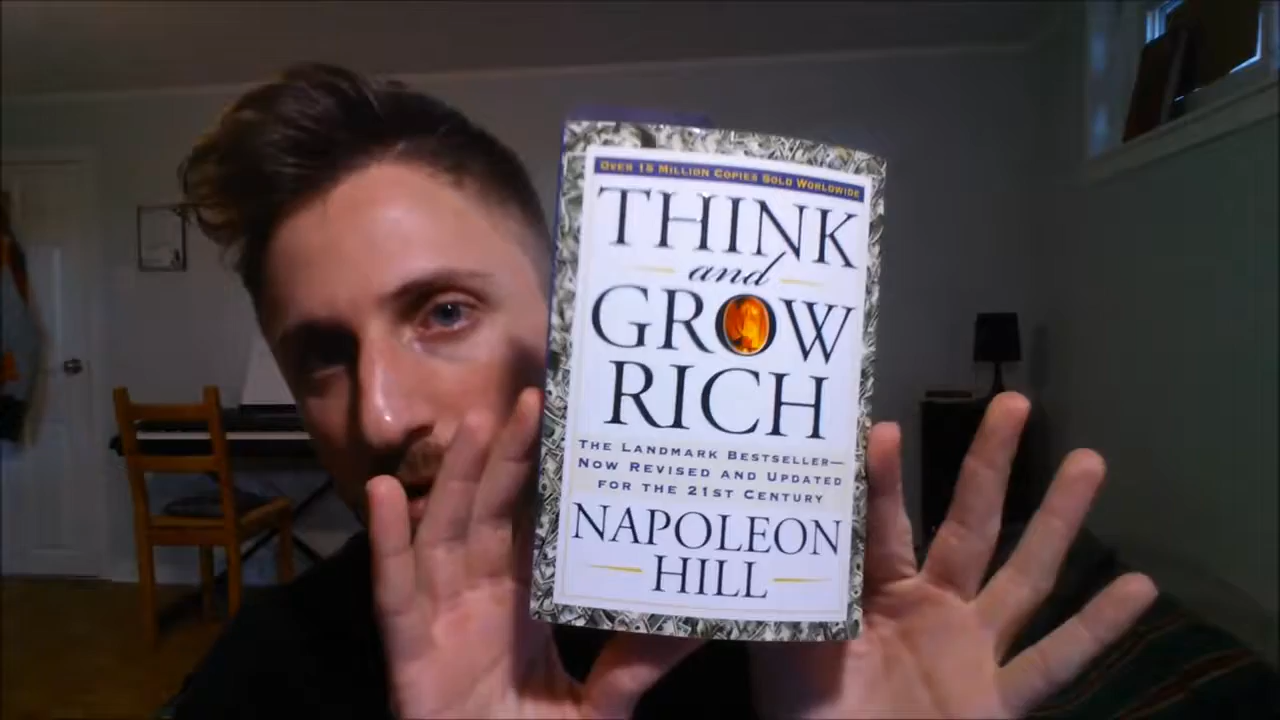 OVER 15 MILLION COPIES SOLD WORLDWIDE
THINK
and
GROW
RICH
THE LANDMARK BESTSELLER—
NOW REVISED AND UPDATED
FOR THE 21ST CENTURY
NAPOLEON
HILL